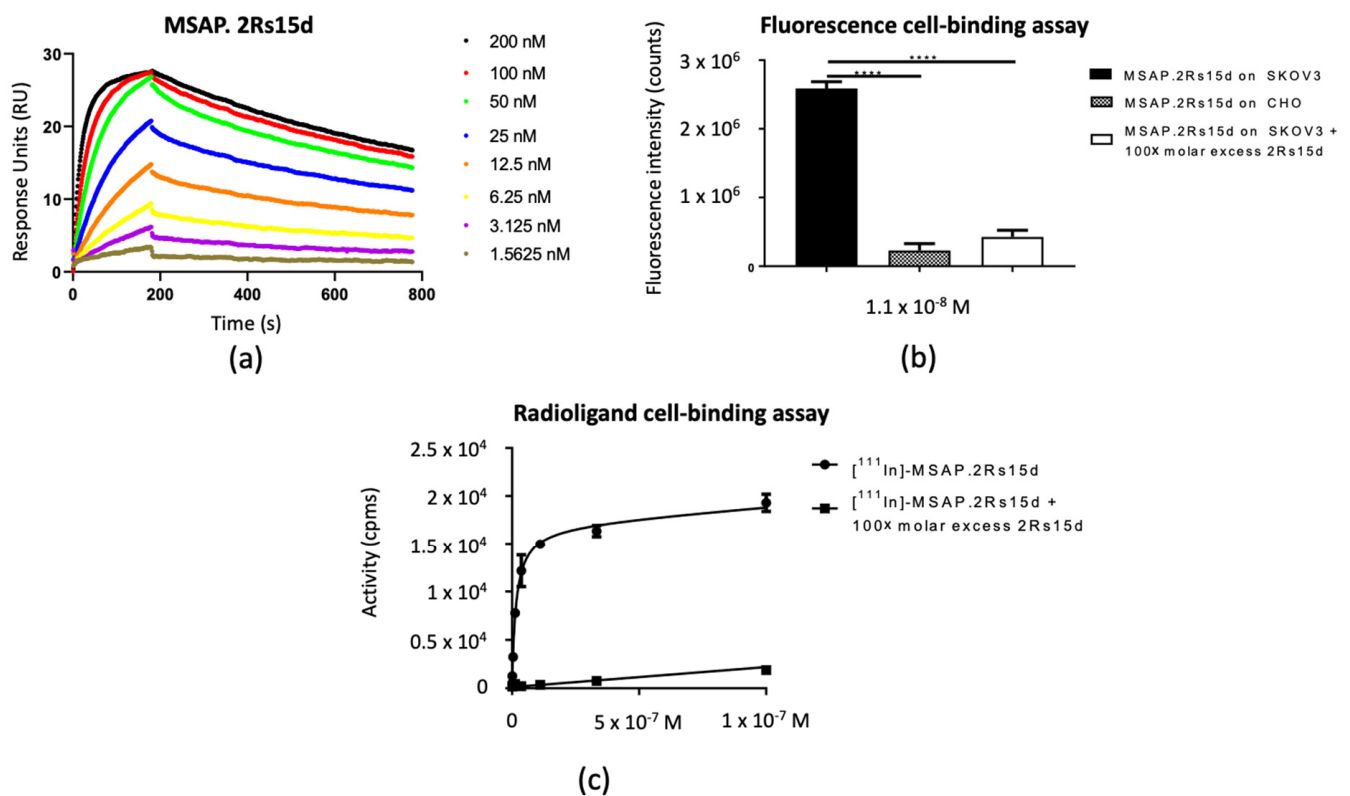 MSAP. 2Rs15d
Response Units (RU)
30
20
10
0
0
200
400
600
800
Time (s)
200 nM
100 nM
50 nM
25 nM
12.5 nM
6.25 nM
3.125 nM
1.5625 nM
(a)
Fluorescence cell-binding assay
Fluorescence intensity (counts)
3 x 10⁶
2 x 10⁶
1 x 10⁶
0
****
****
1.1 x 10⁻⁸ M
MSAP.2Rs15d on SKOV3
MSAP.2Rs15d on CHO
MSAP.2Rs15d on SKOV3 +
100x molar excess 2Rs15d
(b)
Radioligand cell-binding assay
Activity (cpms)
2.5 x 10⁴
2 x 10⁴
1.5 x 10⁴
1 x 10⁴
0.5 x 10⁴
0
0
5 x 10⁻⁷ M
1 x 10⁻⁷ M
[¹¹¹In]-MSAP.2Rs15d
[¹¹¹In]-MSAP.2Rs15d +
100x molar excess 2Rs15d
(c)